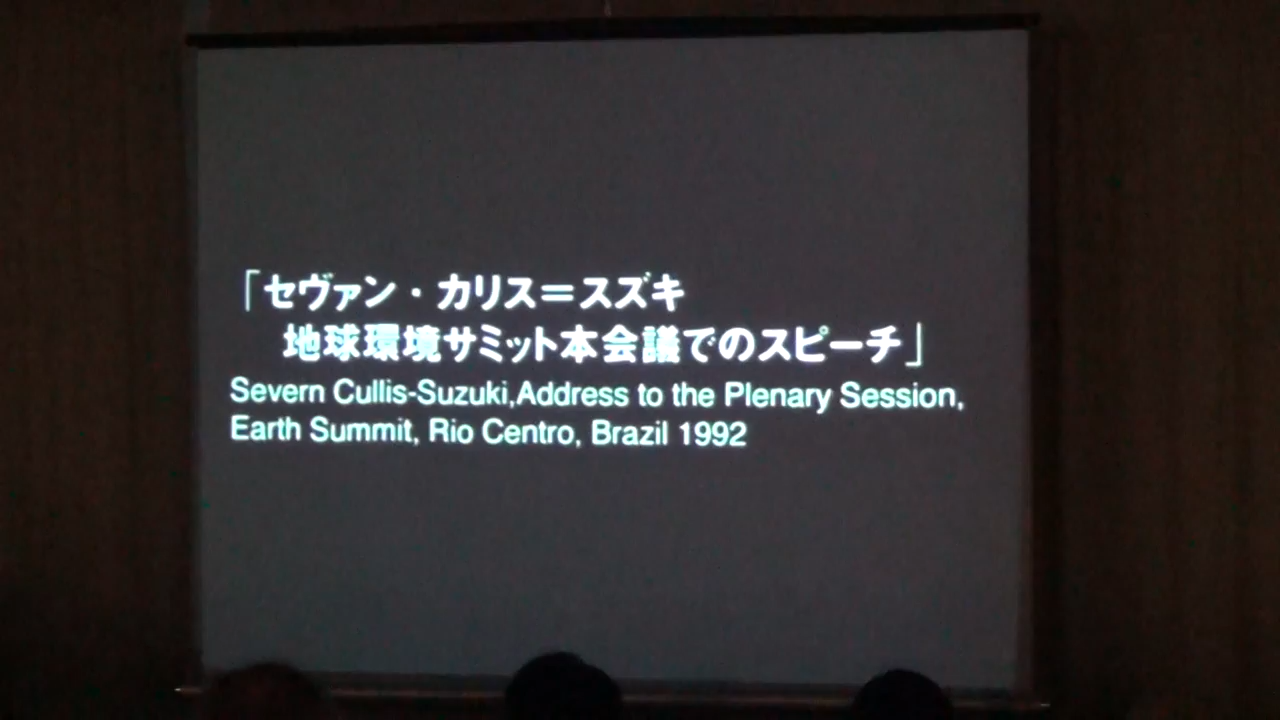 「セヴァン・カリス＝スズキ
地球環境サミット本会議でのスピーチ」
Severn Cullis-Suzuki,Address to the Plenary Session,
Earth Summit, Rio Centro, Brazil 1992